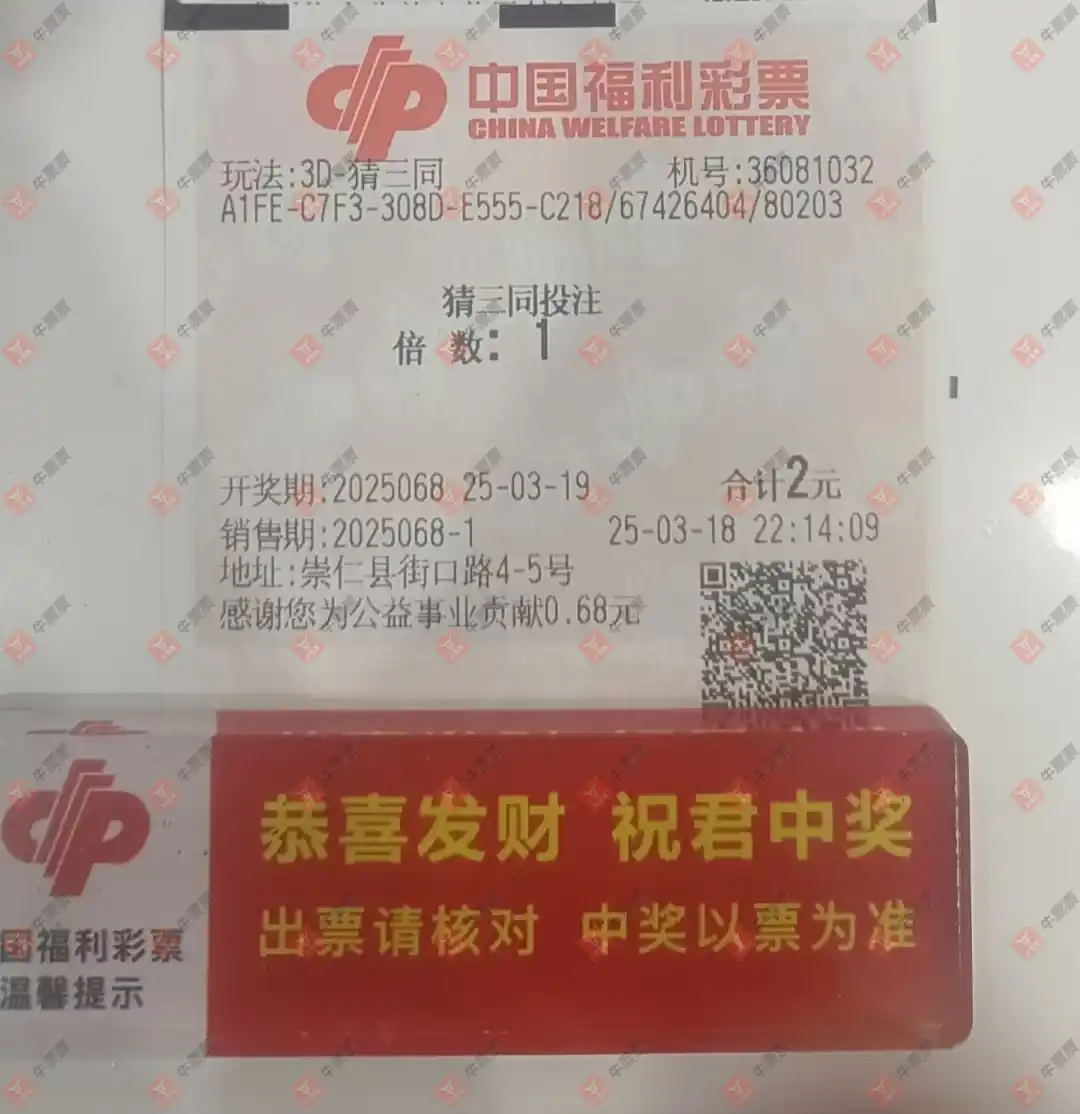 中国福利彩票
CHINA WELFARE LOTTERY
玩法:3D-猜三同 机号:36081032
A1FE-C7F3-308D-E555-C218/67426404/80203
猜三同投注
倍 数: 1
开奖期:2025068 25-03-19 合计2元
销售期:2025068-1 25-03-18 22:14:09
地址:崇仁县街口路4-5号
感谢您为公益事业贡献0.68元
恭喜发财 祝君中奖
出票请核对 中奖以票为准
国福利彩票
温馨提示
牛票票